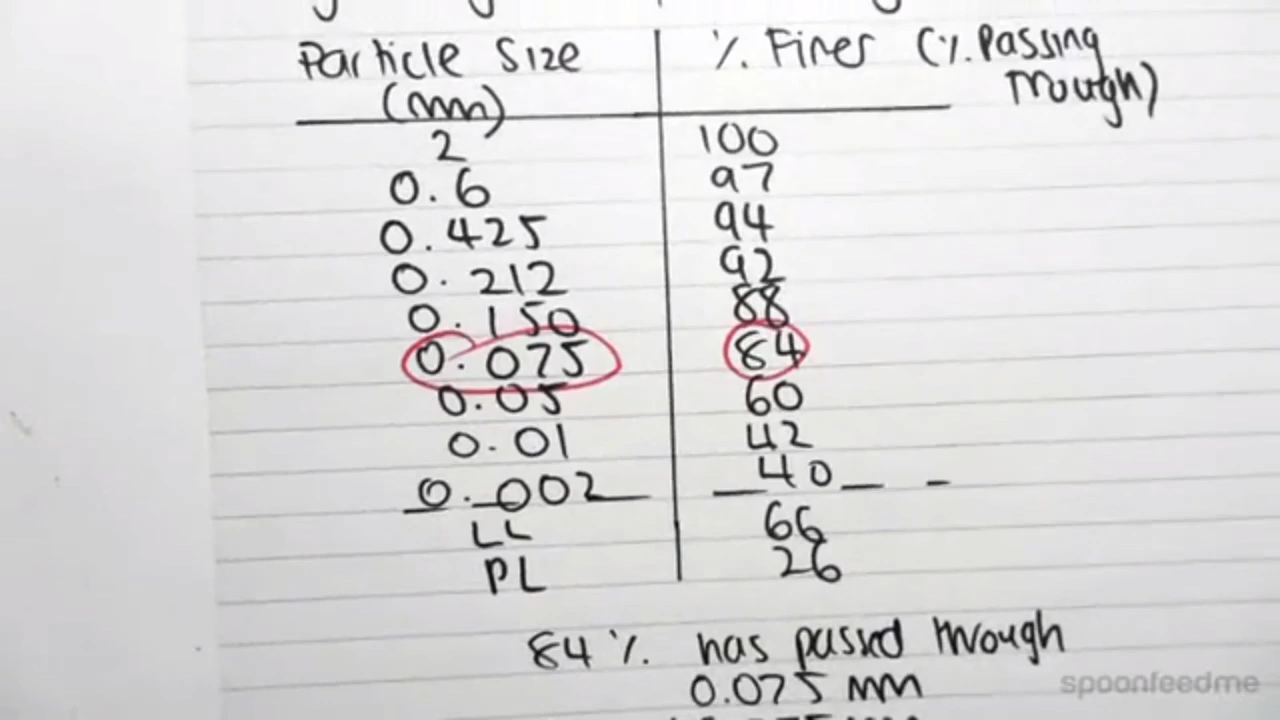 Particle Size % Finer (% Passing
(mm) trough)
2 100
0.6 97
0.425 94
0.212 92
0.150 88
0.075 84
0.05 60
0.01 42
0.002 40
LL 66
PL 26
84 % has passed through
0.075 mm
spoonfeedme